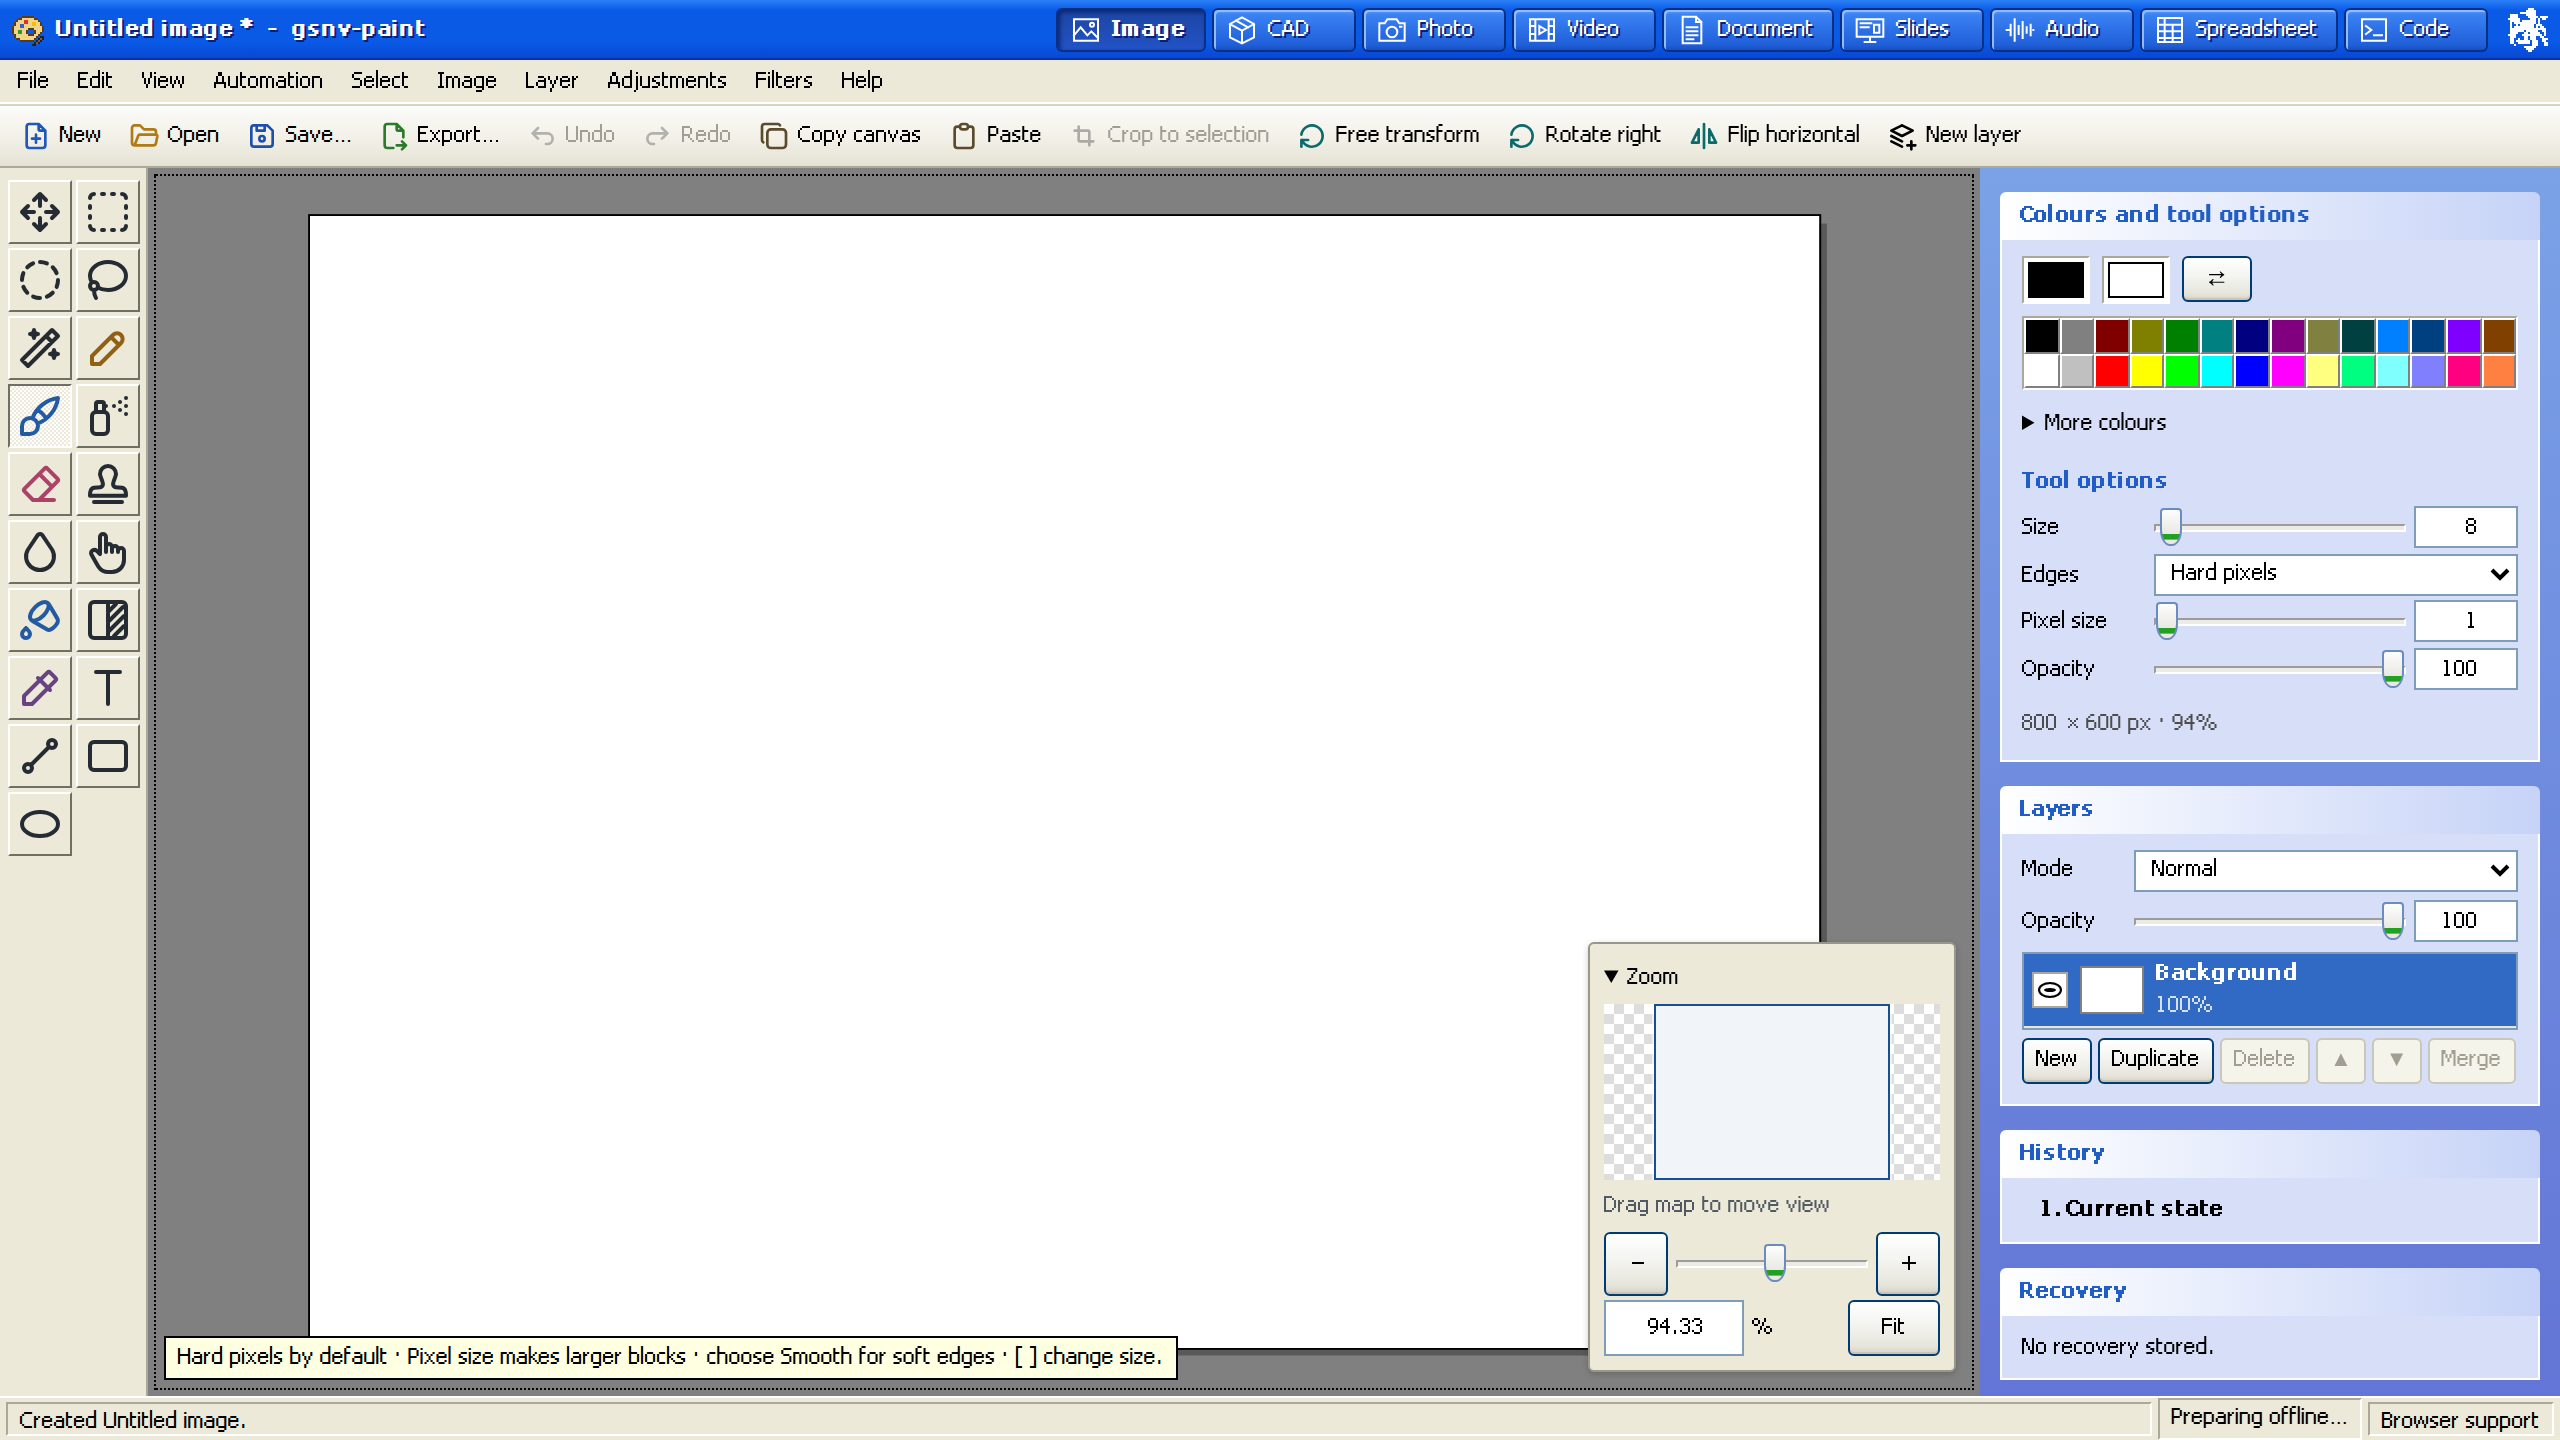 Untitled image * - gsnv-paint
Image CAD Photo Video Document Slides Audio Spreadsheet Code
File Edit View Automation Select Image Layer Adjustments Filters Help
New Open Save... Export... Undo Redo Copy canvas Paste Crop to selection Free transform Rotate right Flip horizontal New layer
Colours and tool options
⇄
▶ More colours
Tool options
Size 8
Edges Hard pixels
Pixel size 1
Opacity 100
800 × 600 px · 94%
Layers
Mode Normal
Opacity 100
Background
100%
New Duplicate Delete ▲ ▼ Merge
History
1. Current state
Recovery
No recovery stored.
▼ Zoom
Drag map to move view
− +
94.33 % Fit
Hard pixels by default · Pixel size makes larger blocks · choose Smooth for soft edges · [ ] change size.
Created Untitled image.
Preparing offline...
Browser support